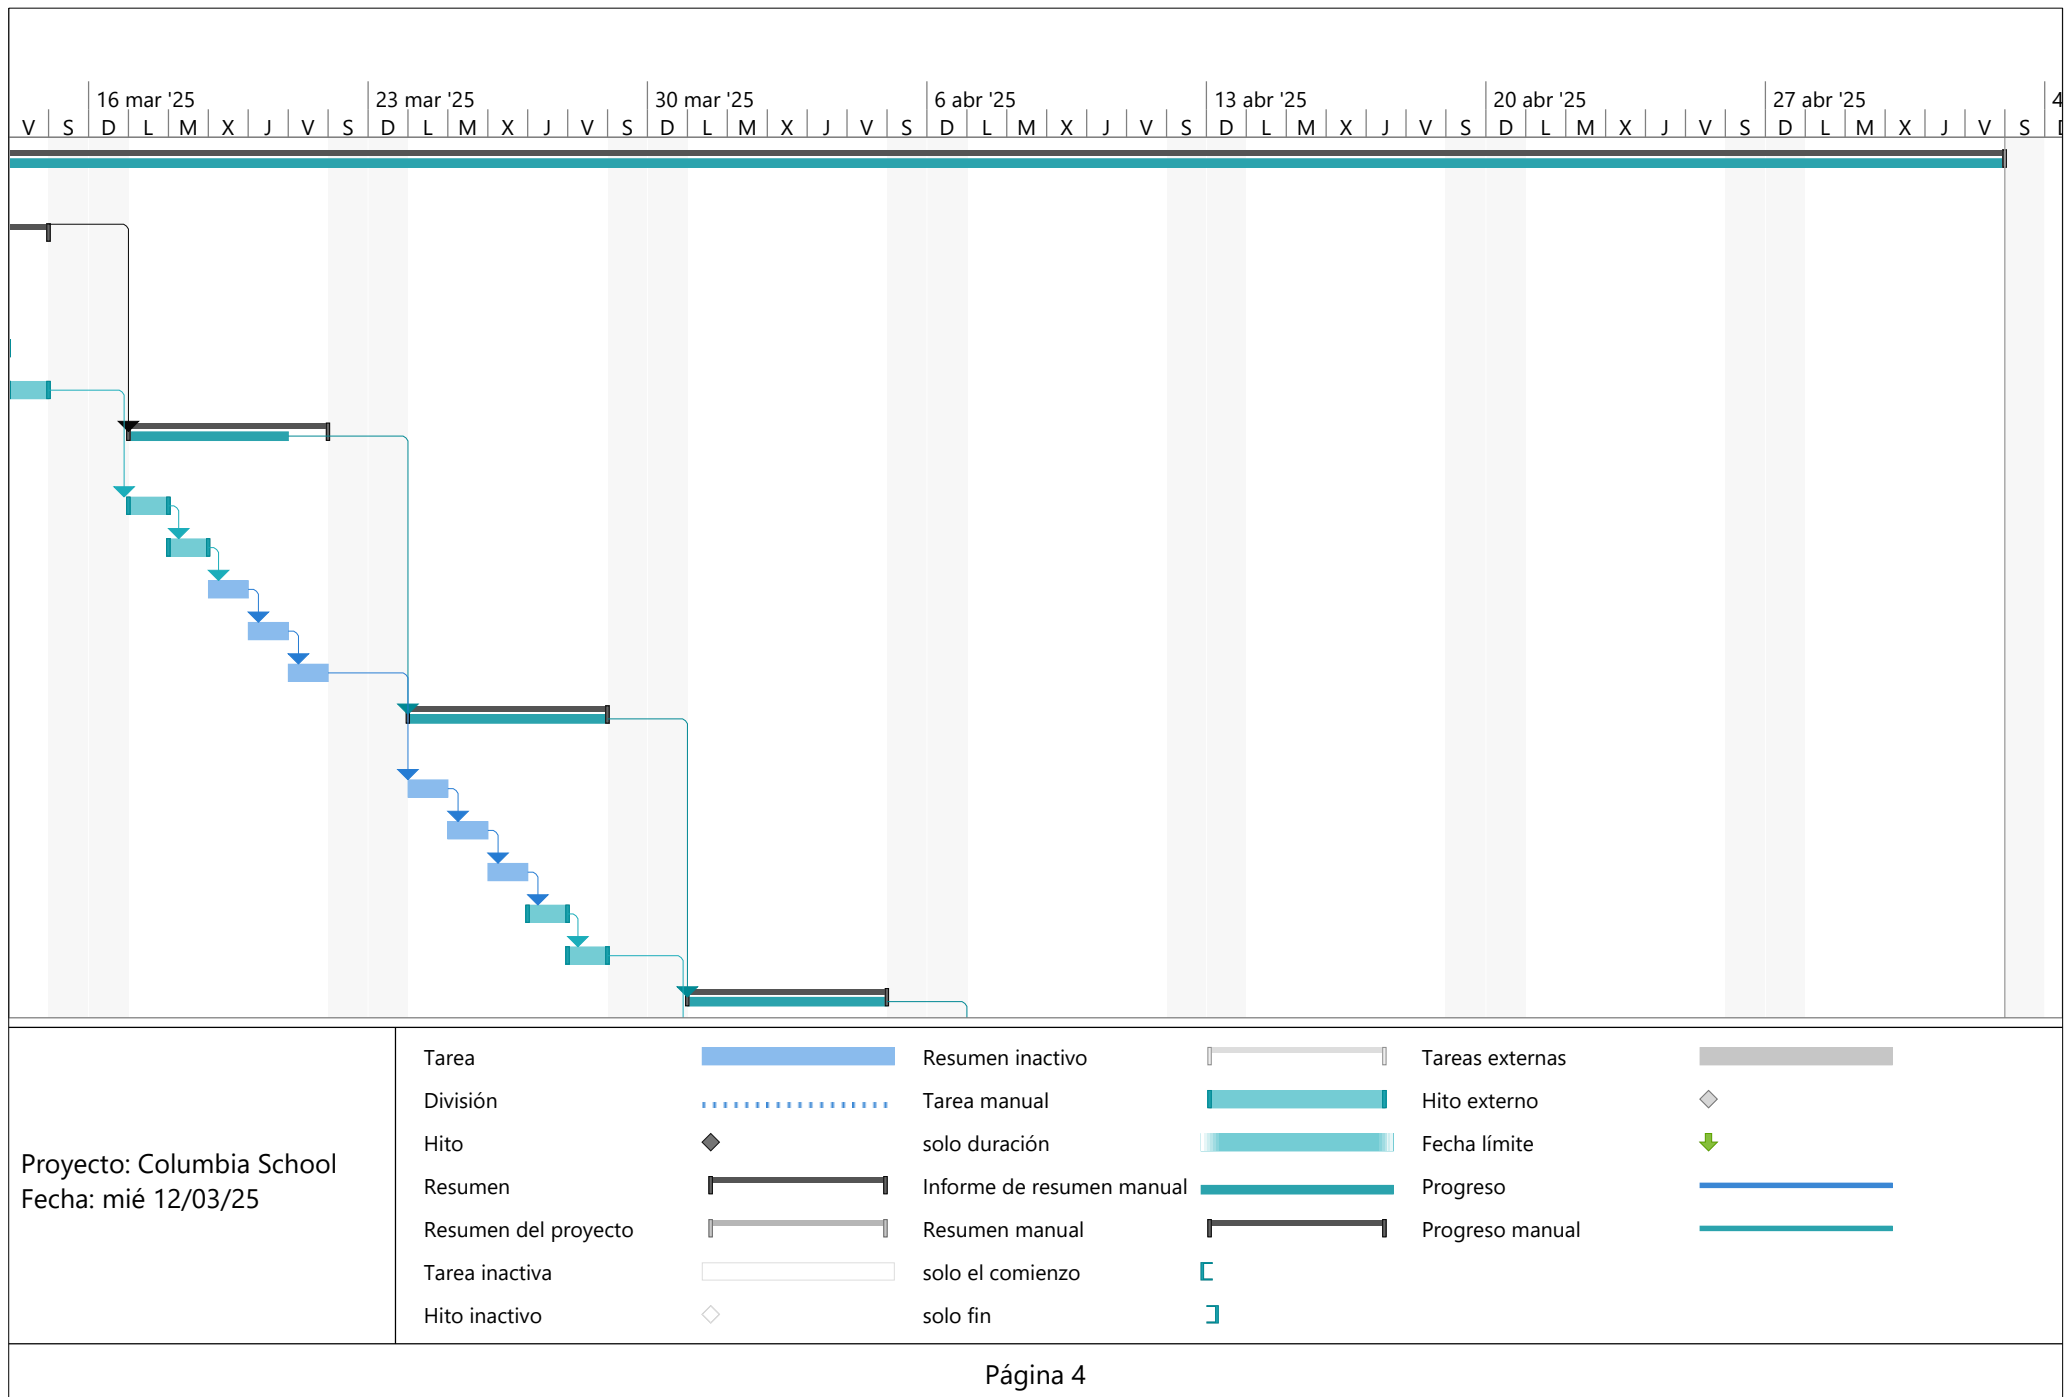 16 mar '25 23 mar '25 30 mar '25 6 abr '25 13 abr '25 20 abr '25 27 abr '25 4
V S D L M X J V S D L M X J V S D L M X J V S D L M X J V S D L M X J V S D L M X J V S D L M X J V S D
Tarea Resumen inactivo Tareas externas
División Tarea manual Hito externo
Hito solo duración Fecha límite
Resumen Informe de resumen manual Progreso
Resumen del proyecto Resumen manual Progreso manual
Tarea inactiva solo el comienzo
Hito inactivo solo fin
Proyecto: Columbia School
Fecha: mié 12/03/25
Página 4